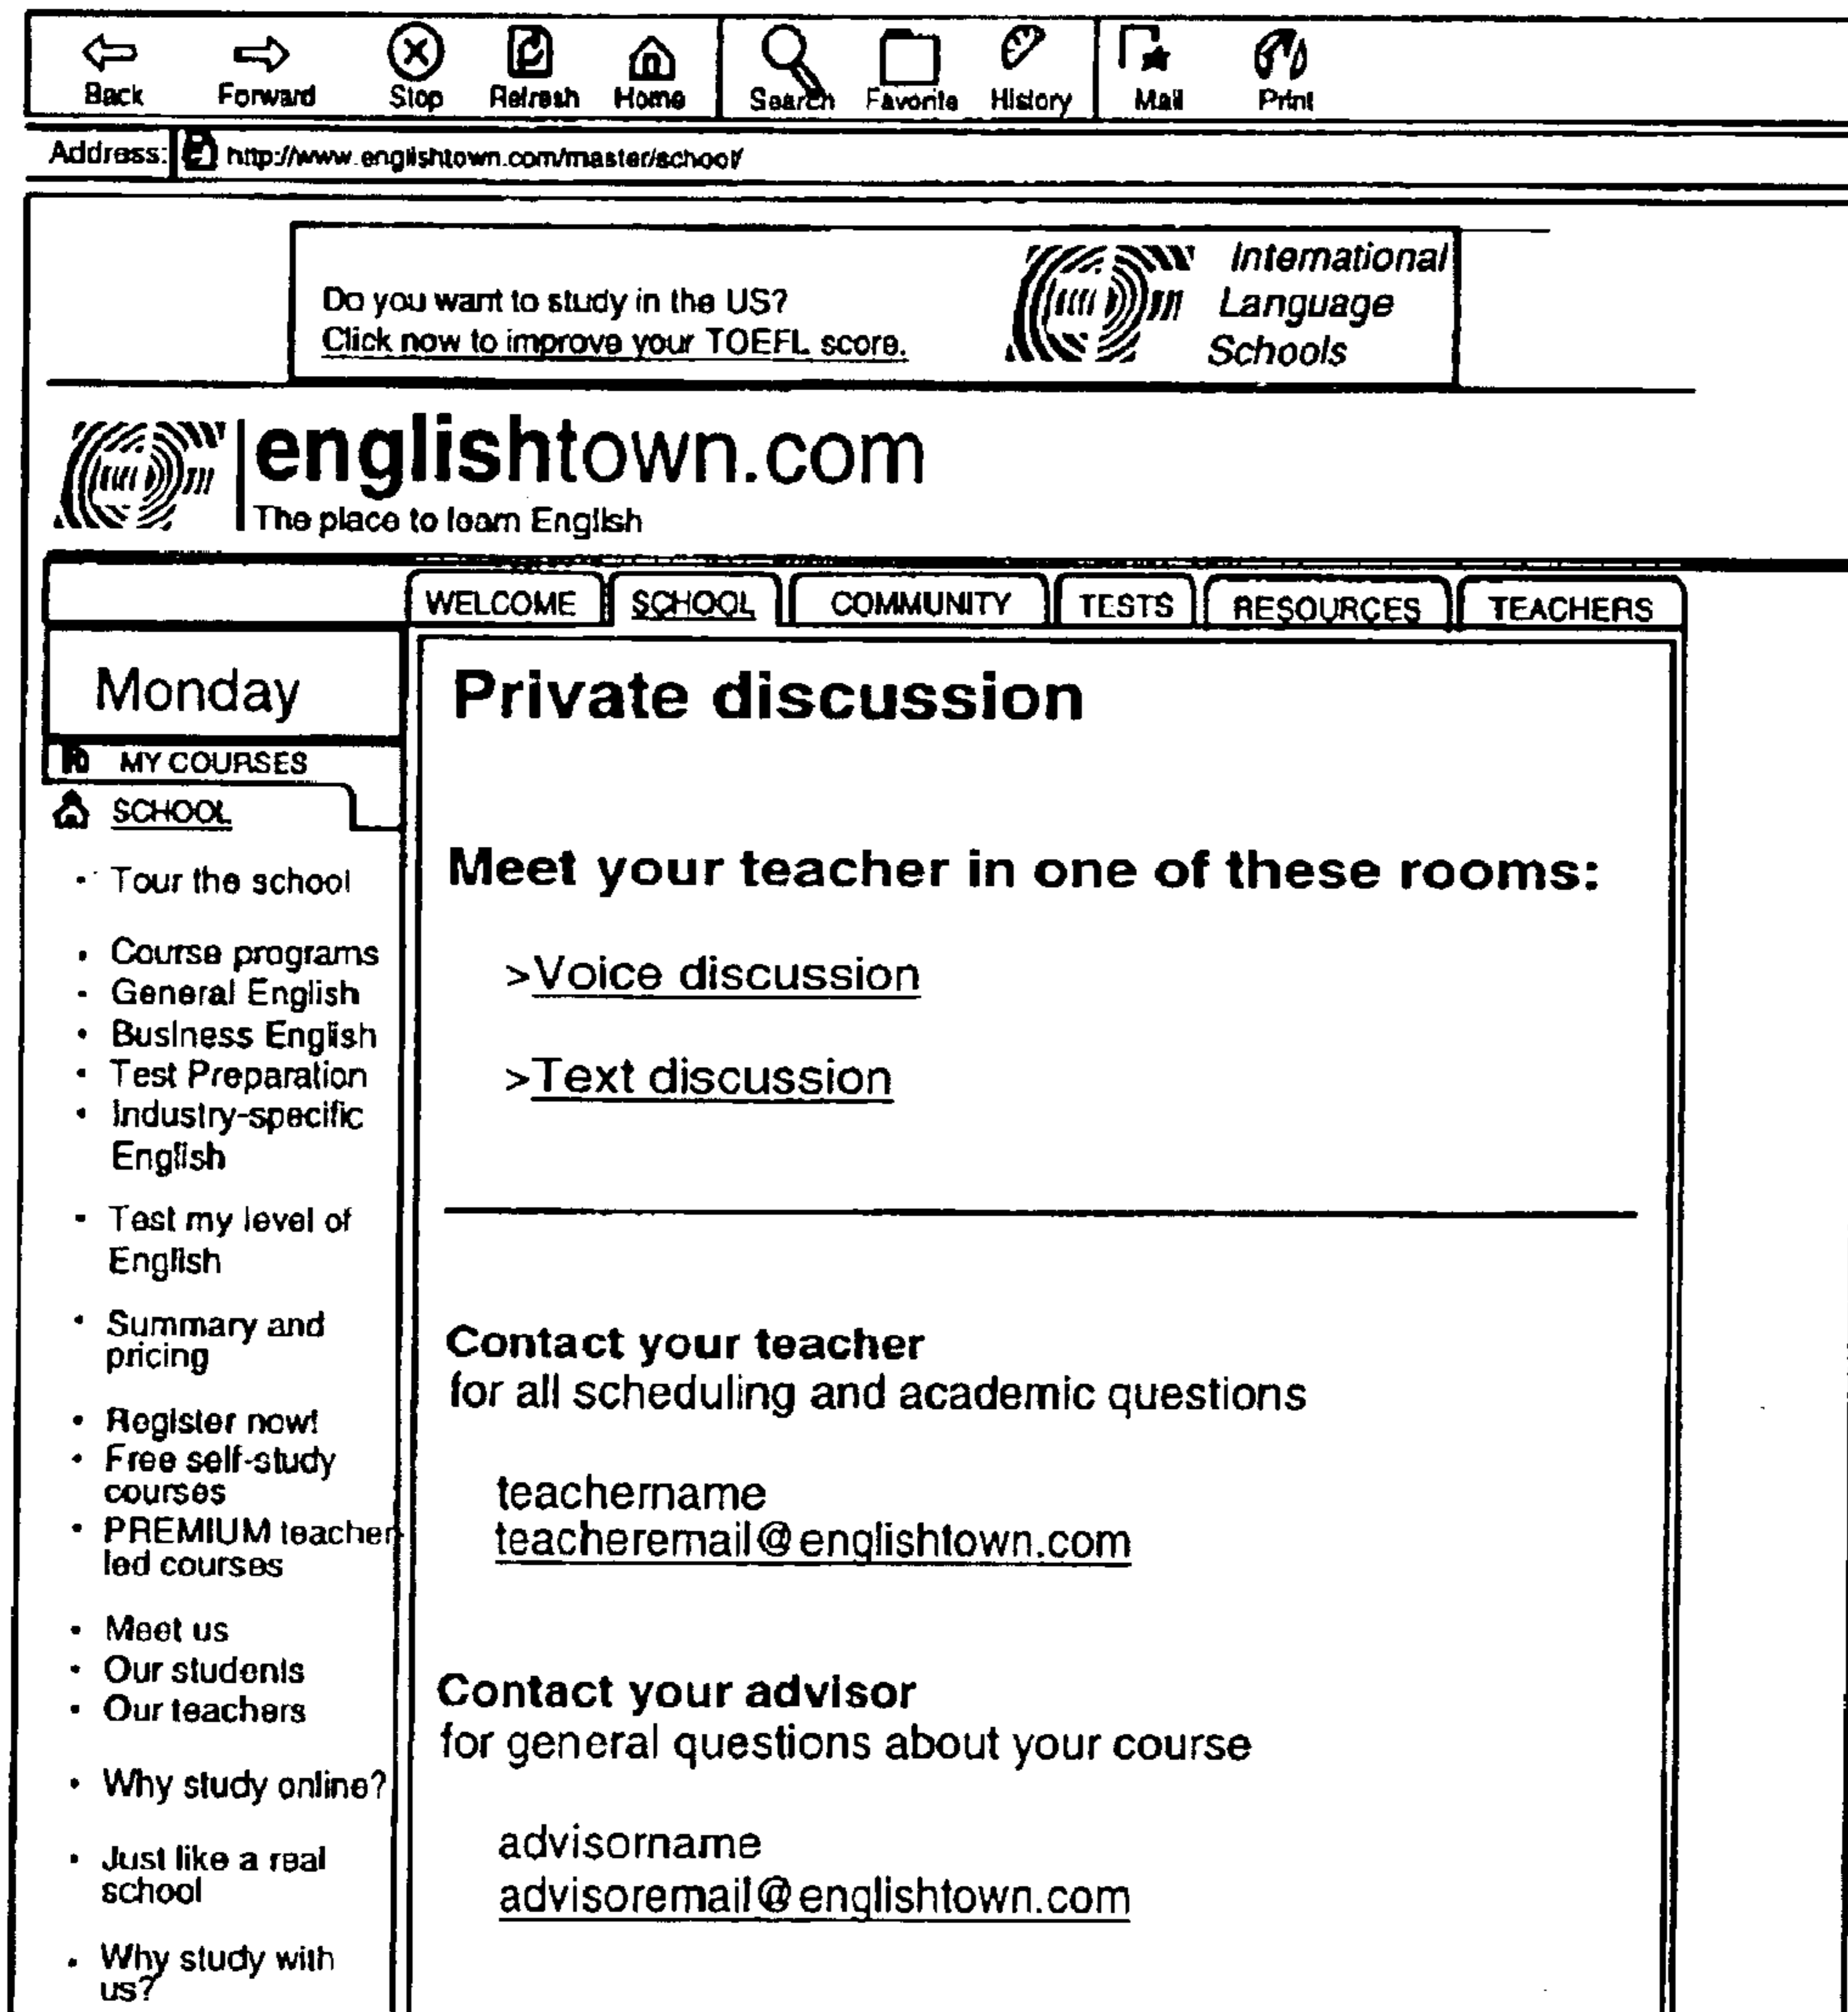 Back Forward Stop Refresh Home Search Favorite History Mail Print
Address: http://www.englishtown.com/master/school/
Do you want to study in the US?
Click now to improve your TOEFL score.
International
Language
Schools
englishtown.com
The place to learn English
WELCOME SCHOOL COMMUNITY TESTS RESOURCES TEACHERS
Monday
MY COURSES
SCHOOL
· Tour the school
· Course programs
- General English
· Business English
· Test Preparation
· Industry-specific
English
- Test my level of
English
· Summary and
pricing
· Register now!
· Free self-study
courses
· PREMIUM teacher-
led courses
· Meet us
· Our students
· Our teachers
· Why study online?
· Just like a real
school
· Why study with
us?
Private discussion
Meet your teacher in one of these rooms:
>Voice discussion
>Text discussion
Contact your teacher
for all scheduling and academic questions
teachername
teacheremail@englishtown.com
Contact your advisor
for general questions about your course
advisorname
advisoremail@englishtown.com